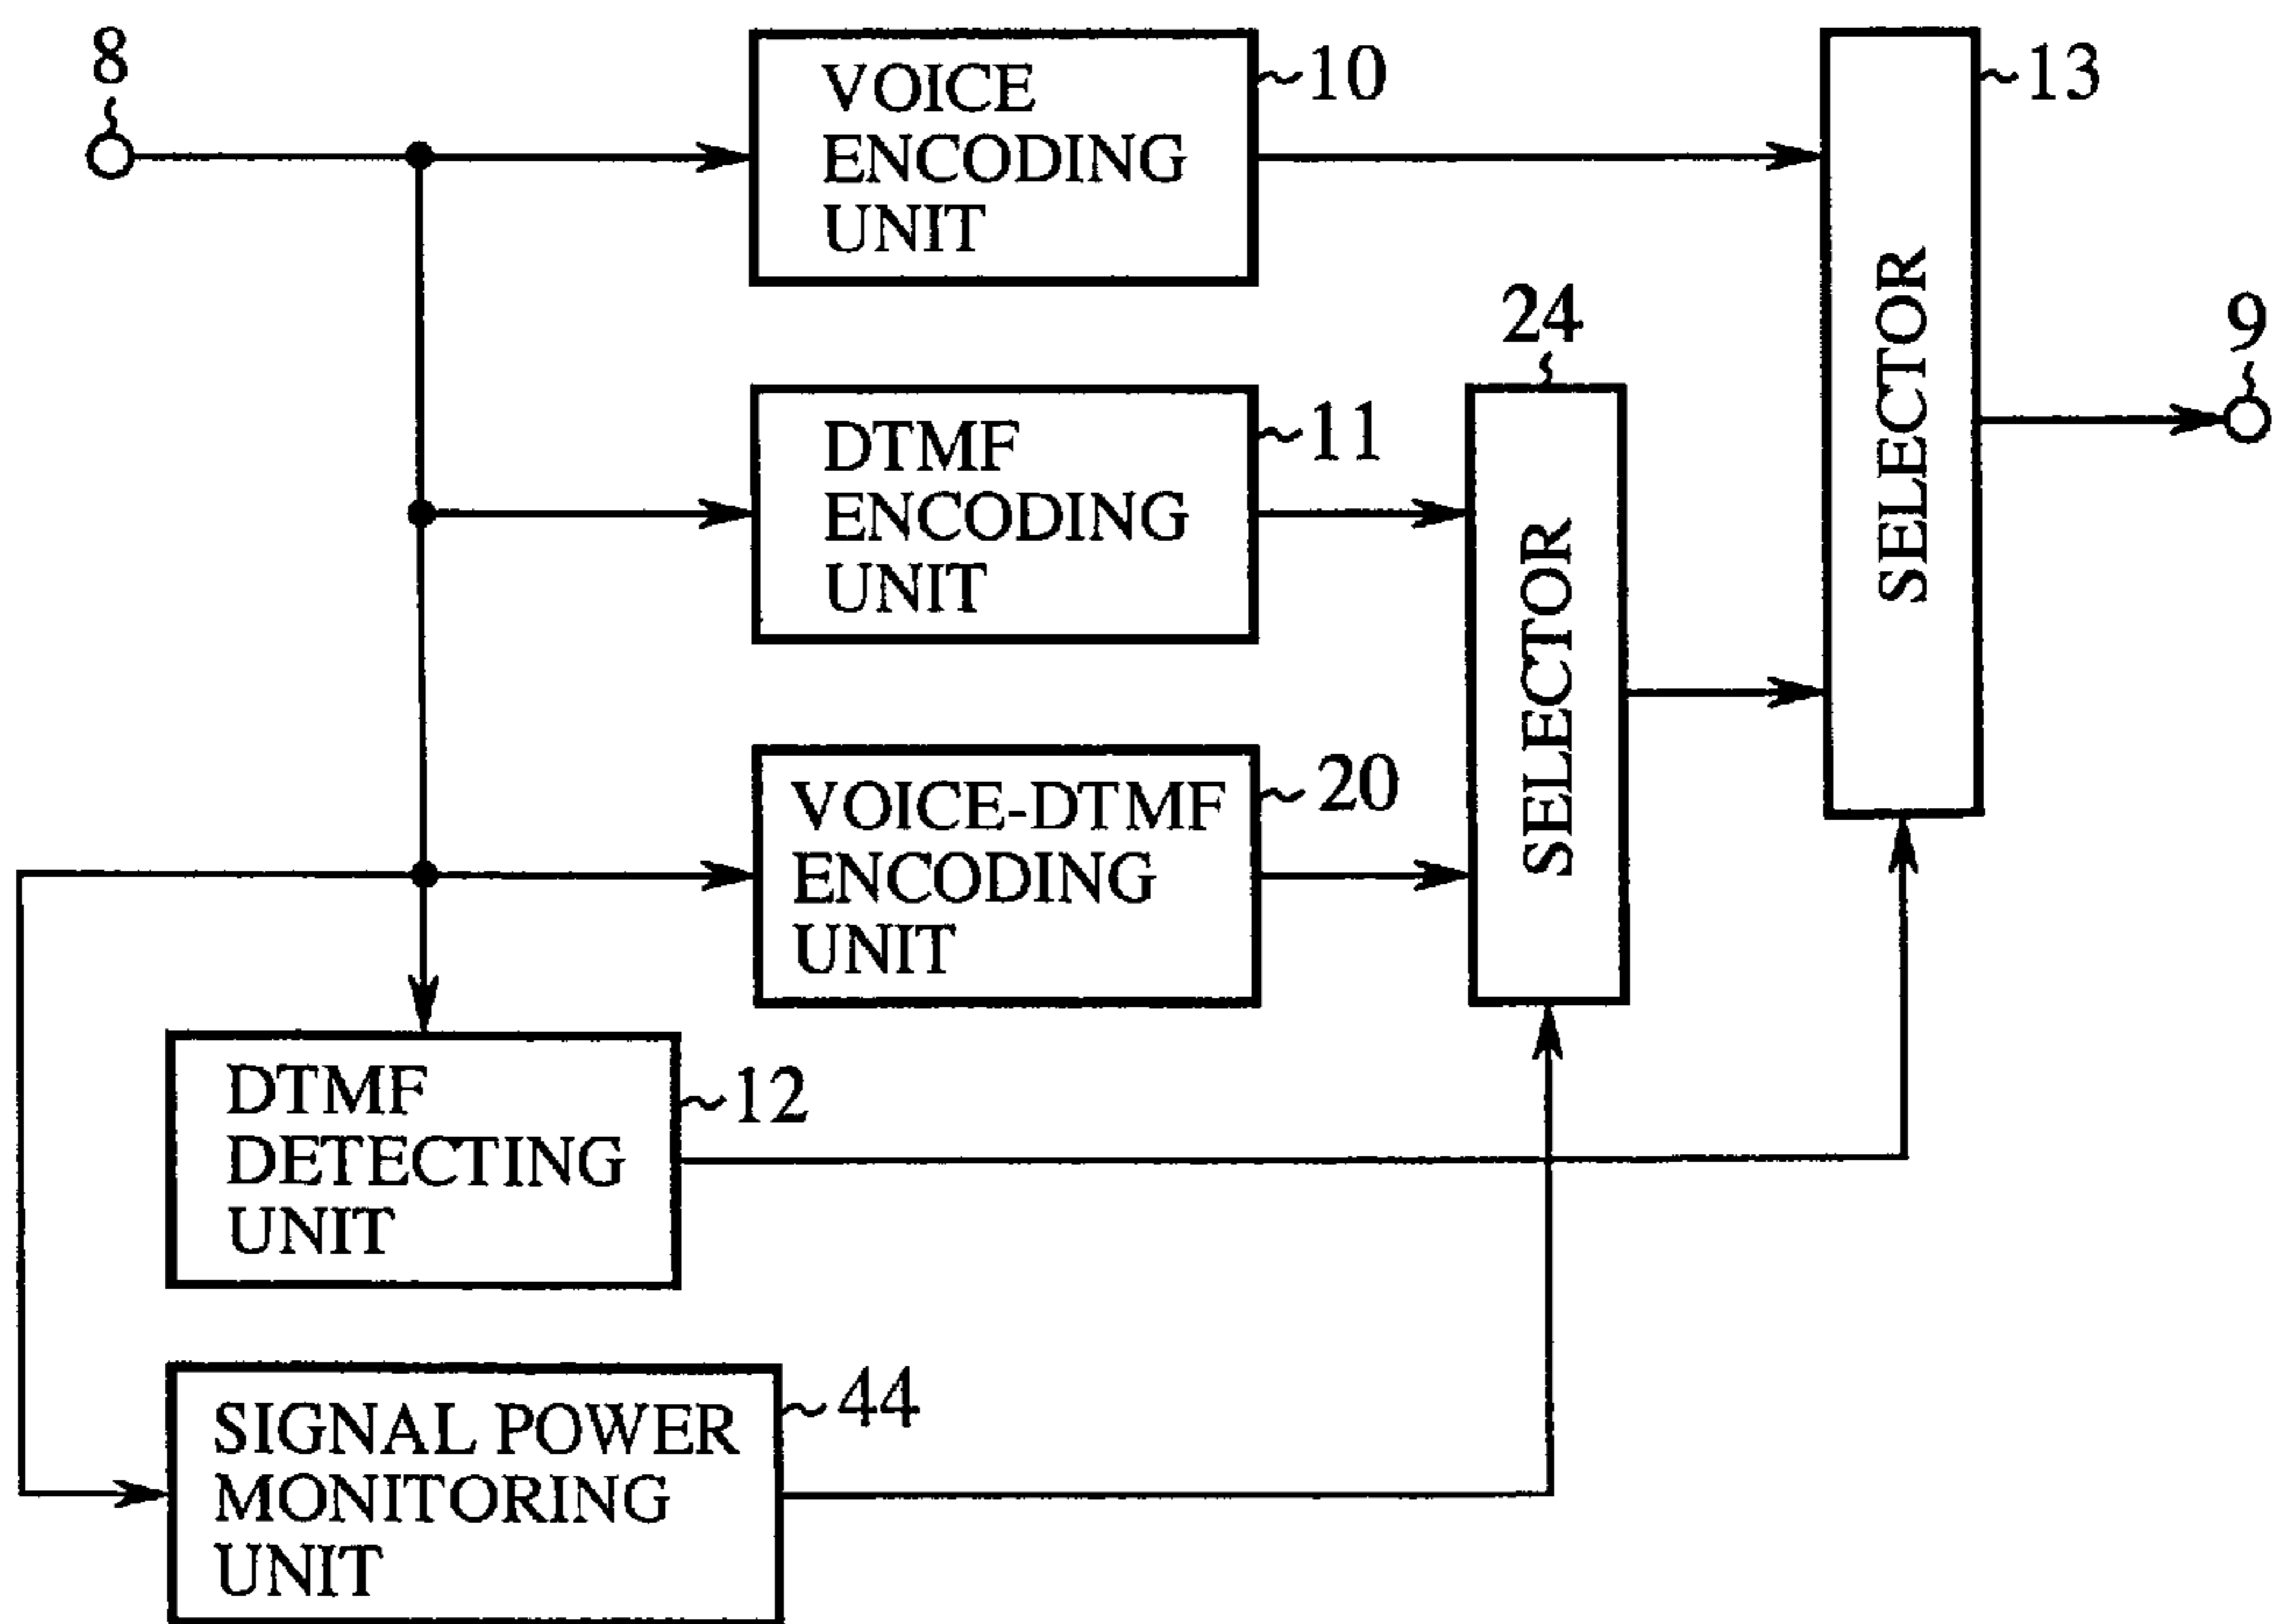 8
VOICE
ENCODING
UNIT
10
13
SELECTOR
9
24
DTMF
ENCODING
UNIT
11
SELECTOR
VOICE-DTMF
ENCODING
UNIT
20
DTMF
DETECTING
UNIT
12
SIGNAL POWER
MONITORING
UNIT
44